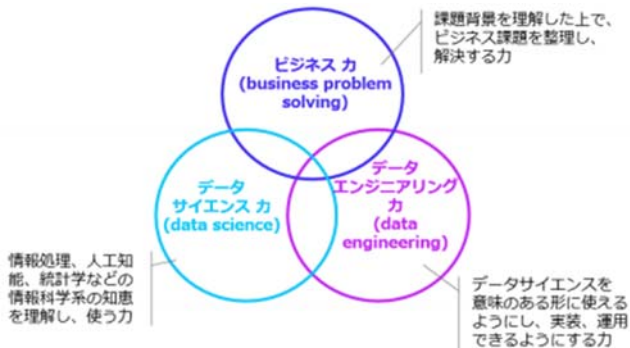 課題背景を理解した上で、
ビジネス課題を整理し、
解決する力
ビジネス 力
(business problem
solving)
データ
サイエンス 力
(data science)
データ
エンジニアリング
力
(data
engineering)
情報処理、人工知
能、統計学などの
情報科学系の知恵
を理解し、使う力
データサイエンスを
意味のある形に使える
ようにし、実装、運用
できるようにする力